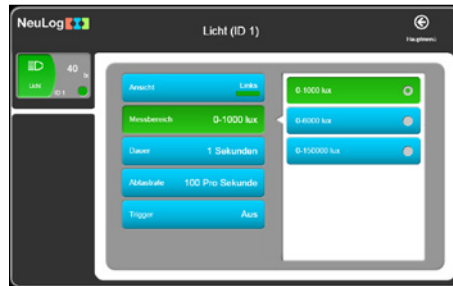 NeuLog
Licht (ID 1)
Hauptmenü
40
lx
Licht
ID 1
Ansicht Links
Messbereich 0-1000 lux
Dauer 1 Sekunden
Abtastrate 100 Pro Sekunde
Trigger Aus
0-1000 lux
0-6000 lux
0-150000 lux